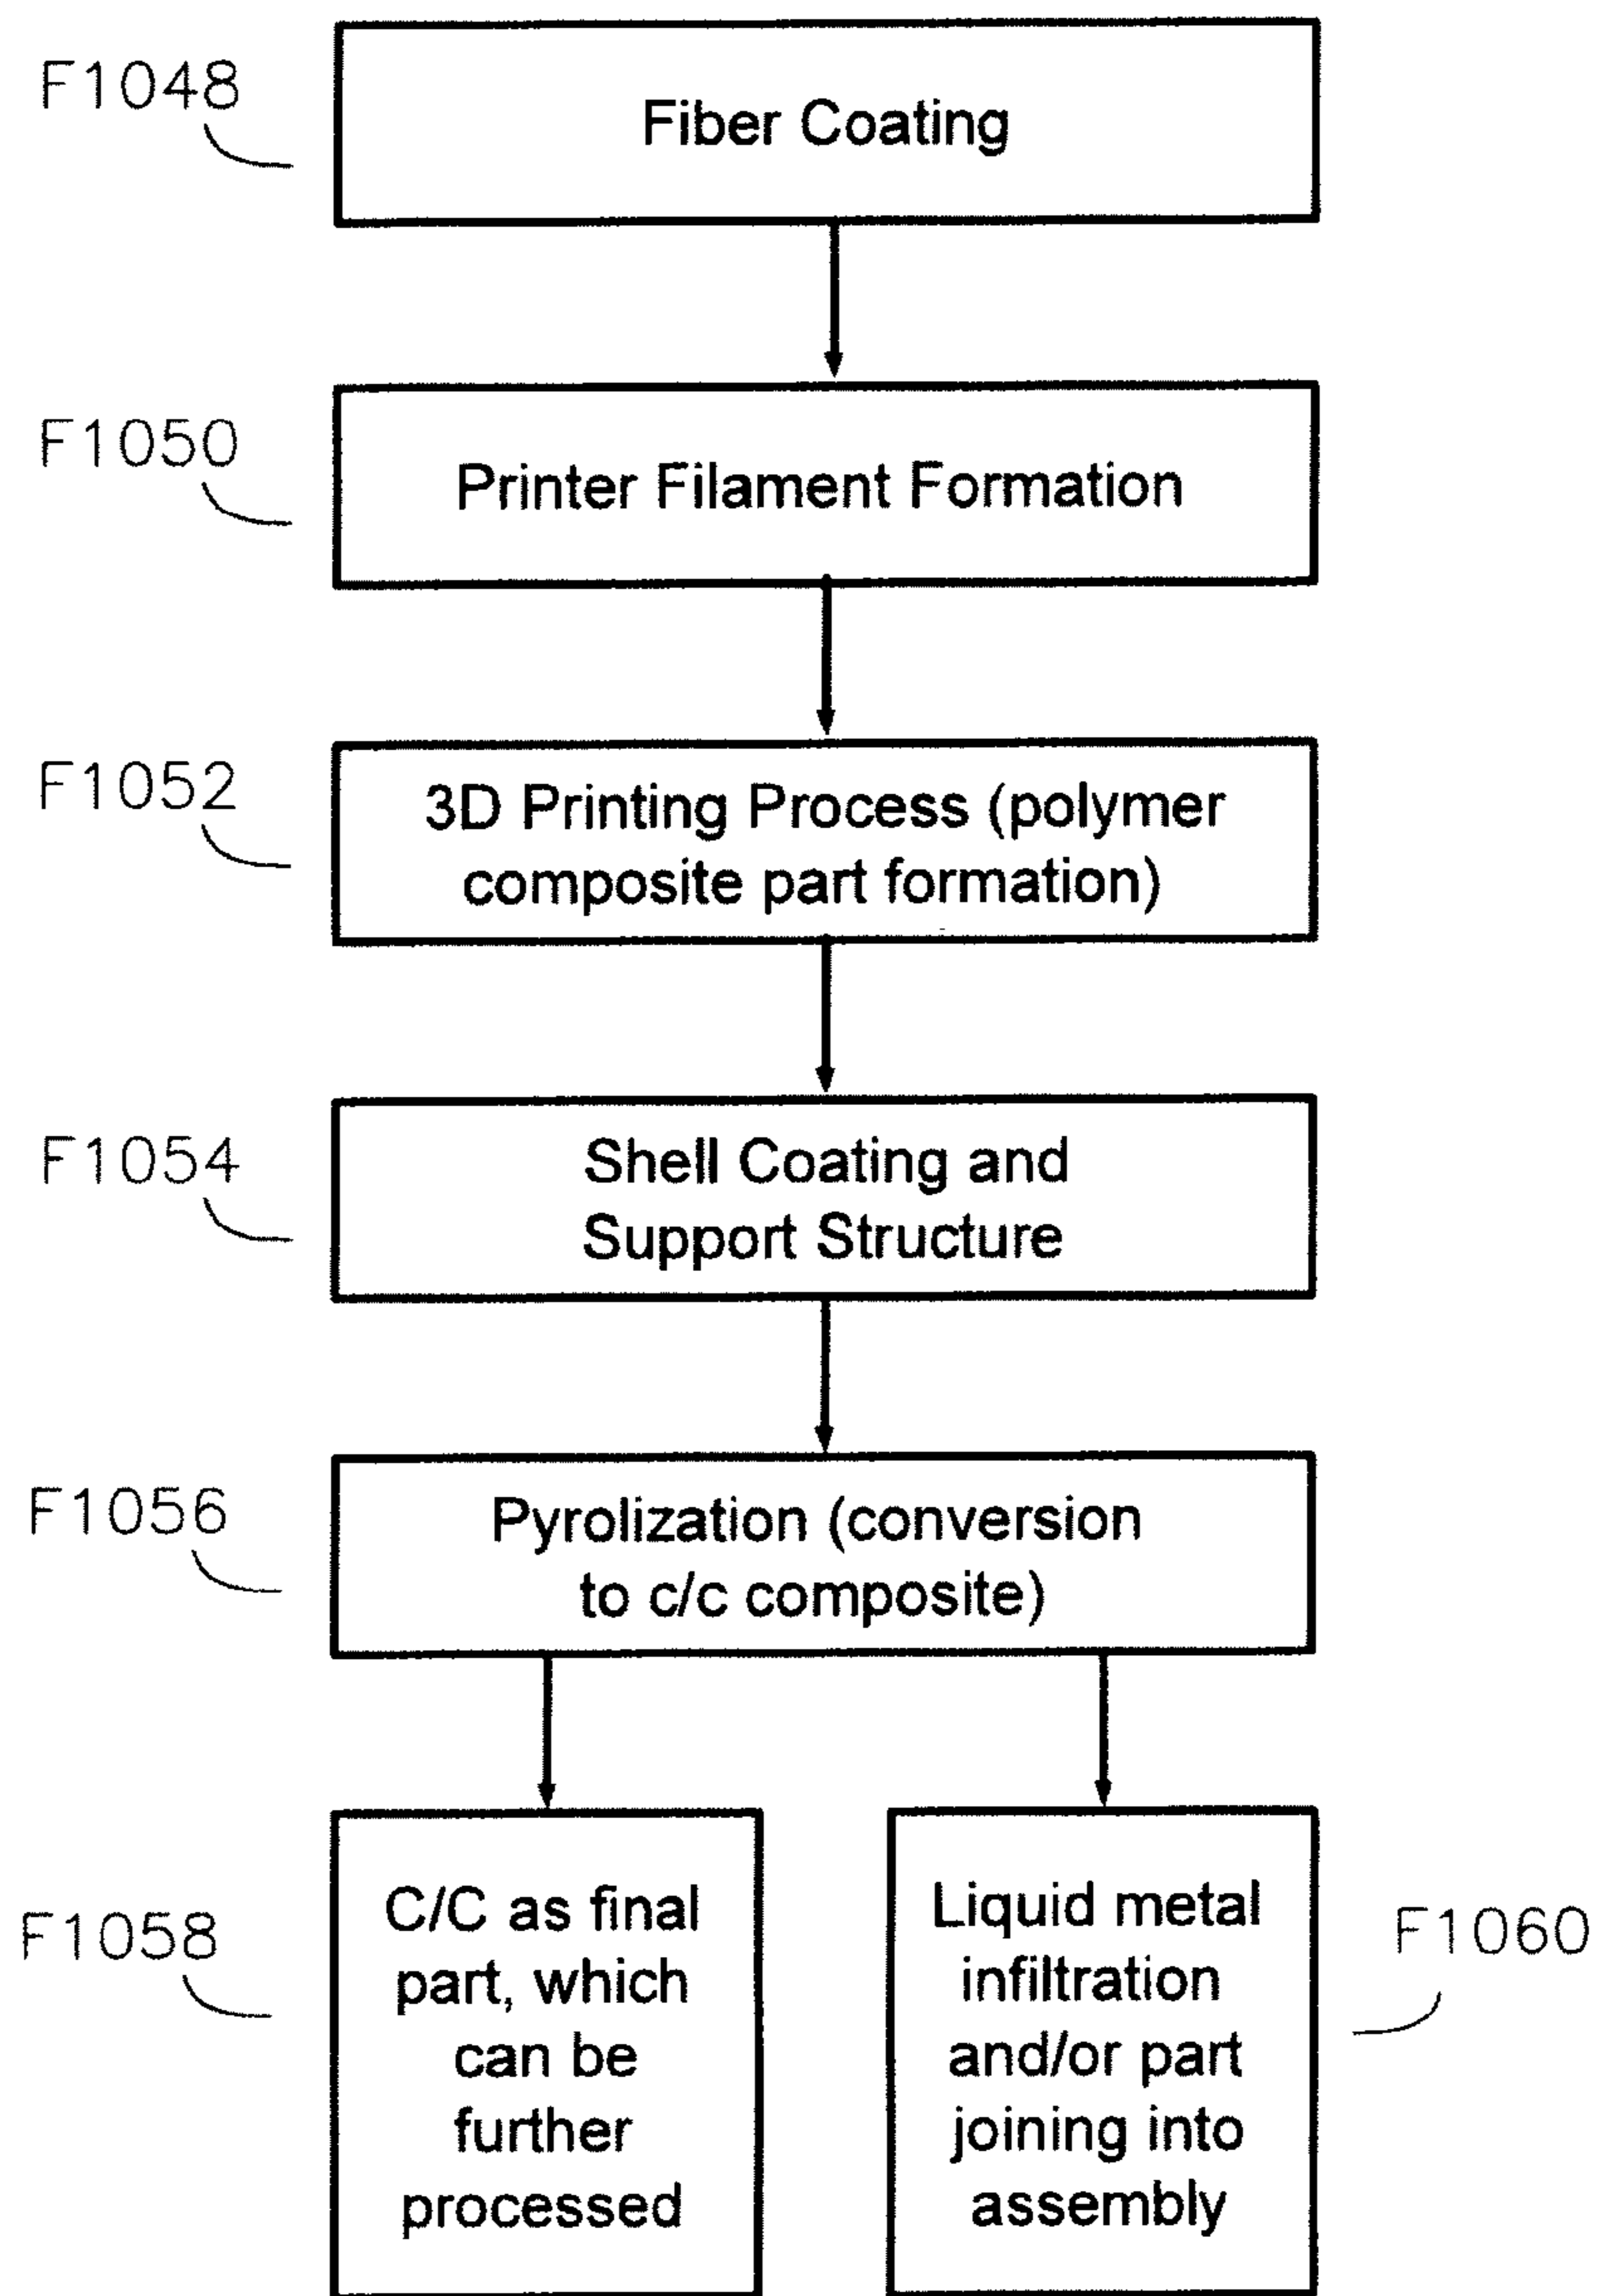 F1048
Fiber Coating
F1050
Printer Filament Formation
F1052
3D Printing Process (polymer
composite part formation)
F1054
Shell Coating and
Support Structure
F1056
Pyrolization (conversion
to c/c composite)
F1058
C/C as final
part, which
can be
further
processed
Liquid metal
infiltration
and/or part
joining into
assembly
F1060